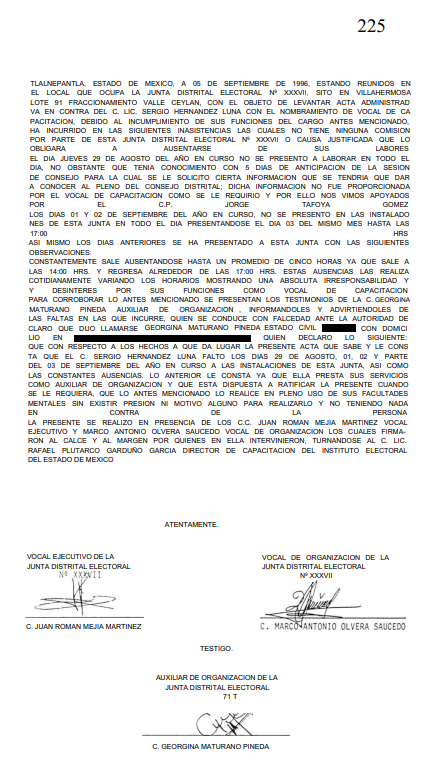 225
TLALNEPANTLA, ESTADO DE MEXICO, A 05 DE SEPTIEMBRE DE 1996, ESTANDO REUNIDOS EN
EL LOCAL QUE OCUPA LA JUNTA DISTRITAL ELECTORAL Nº XXXVII, SITO EN VILLAHERMOSA
LOTE 91 FRACCIONAMIENTO VALLE CEYLAN, CON EL OBJETO DE LEVANTAR ACTA ADMINISTRAD
VA EN CONTRA DEL C. LIC. SERGIO HERNANDEZ LUNA CON EL NOMBRAMIENTO DE VOCAL DE CA
PACITACION, DEBIDO AL INCUMPLIMIENTO DE SUS FUNCIONES DEL CARGO ANTES MENCIONADO,
HA INCURRIDO EN LAS SIGUIENTES INASISTENCIAS LAS CUALES NO TIENE NINGUNA COMISION
POR PARTE DE ESTA JUNTA DISTRITAL ELECTORAL Nº XXXVII O CAUSA JUSTIFICADA QUE LO
OBLIGARA A AUSENTARSE DE SUS LABORES
EL DIA JUEVES 29 DE AGOSTO DEL AÑO EN CURSO NO SE PRESENTO A LABORAR EN TODO EL
DIA, NO OBSTANTE QUE TENIA CONOCIMIENTO CON 5 DIAS DE ANTICIPACION DE LA SESION
DE CONSEJO PARA LA CUAL SE LE SOLICITO CIERTA INFORMACION QUE SE TENDRIA QUE DAR
A CONOCER AL PLENO DEL CONSEJO DISTRITAL; DICHA INFORMACION NO FUE PROPORCIONADA
POR EL VOCAL DE CAPACITACION COMO SE LE REQUIRIO Y POR ELLO NOS VIMOS APOYADOS
POR EL C.P. JORGE TAFOYA GOMEZ
LOS DIAS 01 Y 02 DE SEPTIEMBRE DEL AÑO EN CURSO, NO SE PRESENTO EN LAS INSTALADO
NES DE ESTA JUNTA EN TODO EL DIA PRESENTANDOSE EL DIA 03 DEL MISMO MES HASTA LAS
17:00 HRS
ASI MISMO LOS DIAS ANTERIORES SE HA PRESENTADO A ESTA JUNTA CON LAS SIGUIENTES
OBSERVACIONES:
CONSTANTEMENTE SALE AUSENTANDOSE HASTA UN PROMEDIO DE CINCO HORAS YA QUE SALE A
LAS 14:00 HRS. Y REGRESA ALREDEDOR DE LAS 17:00 HRS. ESTAS AUSENCIAS LAS REALIZA
COTIDIANAMENTE VARIANDO LOS HORARIOS MOSTRANDO UNA ABSOLUTA IRRESPONSABILIDAD Y
Y DESINTERES POR SUS FUNCIONES COMO VOCAL DE CAPACITACION
PARA CORROBORAR LO ANTES MENCIONADO SE PRESENTAN LOS TESTIMONIOS DE LA C. GEORGINA
MATURANO PINEDA AUXILIAR DE ORGANIZACION , INFORMANDOLES Y ADVIRTIENDOLES DE
LAS FALTAS EN LAS QUE INCURRE, QUIEN SE CONDUCE CON FALCEDAD ANTE LA AUTORIDAD DE
CLARO QUE DIJO LLAMARSE GEORGINA MATURANO PINEDA ESTADO CIVIL CON DOMICI
LIO EN QUIEN DECLARO LO SIGUIENTE:
QUE CON RESPECTO A LOS HECHOS A QUE DA LUGAR LA PRESENTE ACTA QUE SABE Y LE CONS
TA QUE EL C. SERGIO HERNANDEZ LUNA FALTO LOS DIAS 29 DE AGOSTO, 01, 02 Y PARTE
DEL 03 DE SEPTIEMBRE DEL AÑO EN CURSO A LAS INSTALACIONES DE ESTA JUNTA, ASI COMO
LAS CONSTANTES AUSENCIAS. LO ANTERIOR LE CONSTA YA QUE ELLA PRESTA SUS SERVICIOS
COMO AUXILIAR DE ORGANIZACION Y QUE ESTA DISPUESTA A RATIFICAR LA PRESENTE CUANDO
SE LE REQUIERA, QUE LO ANTES MENCIONADO LO REALICE EN PLENO USO DE SUS FACULTADES
MENTALES SIN EXISTIR PRESION NI MOTIVO ALGUNO PARA REALIZARLO Y NO TENIENDO NADA
EN CONTRA DE LA PERSONA
LA PRESENTE SE REALIZO EN PRESENCIA DE LOS C.C. JUAN ROMAN MEJIA MARTINEZ VOCAL
EJECUTIVO Y MARCO ANTONIO OLVERA SAUCEDO VOCAL DE ORGANIZACION LOS CUALES FIRMA-
RON AL CALCE Y AL MARGEN POR QUIENES EN ELLA INTERVINIERON, TURNANDOSE AL C. LIC.
RAFAEL PLUTARCO GARDUÑO GARCIA DIRECTOR DE CAPACITACION DEL INSTITUTO ELECTORAL
DEL ESTADO DE MEXICO
ATENTAMENTE.
VOCAL EJECUTIVO DE LA
JUNTA DISTRITAL ELECTORAL
Nº XXXVII
C. JUAN ROMAN MEJIA MARTINEZ
VOCAL DE ORGANIZACION DE LA
JUNTA DISTRITAL ELECTORAL
Nº XXXVII
C. MARCO ANTONIO OLVERA SAUCEDO
TESTIGO.
AUXILIAR DE ORGANIZACION DE LA
JUNTA DISTRITAL ELECTORAL
71 T
C. GEORGINA MATURANO PINEDA